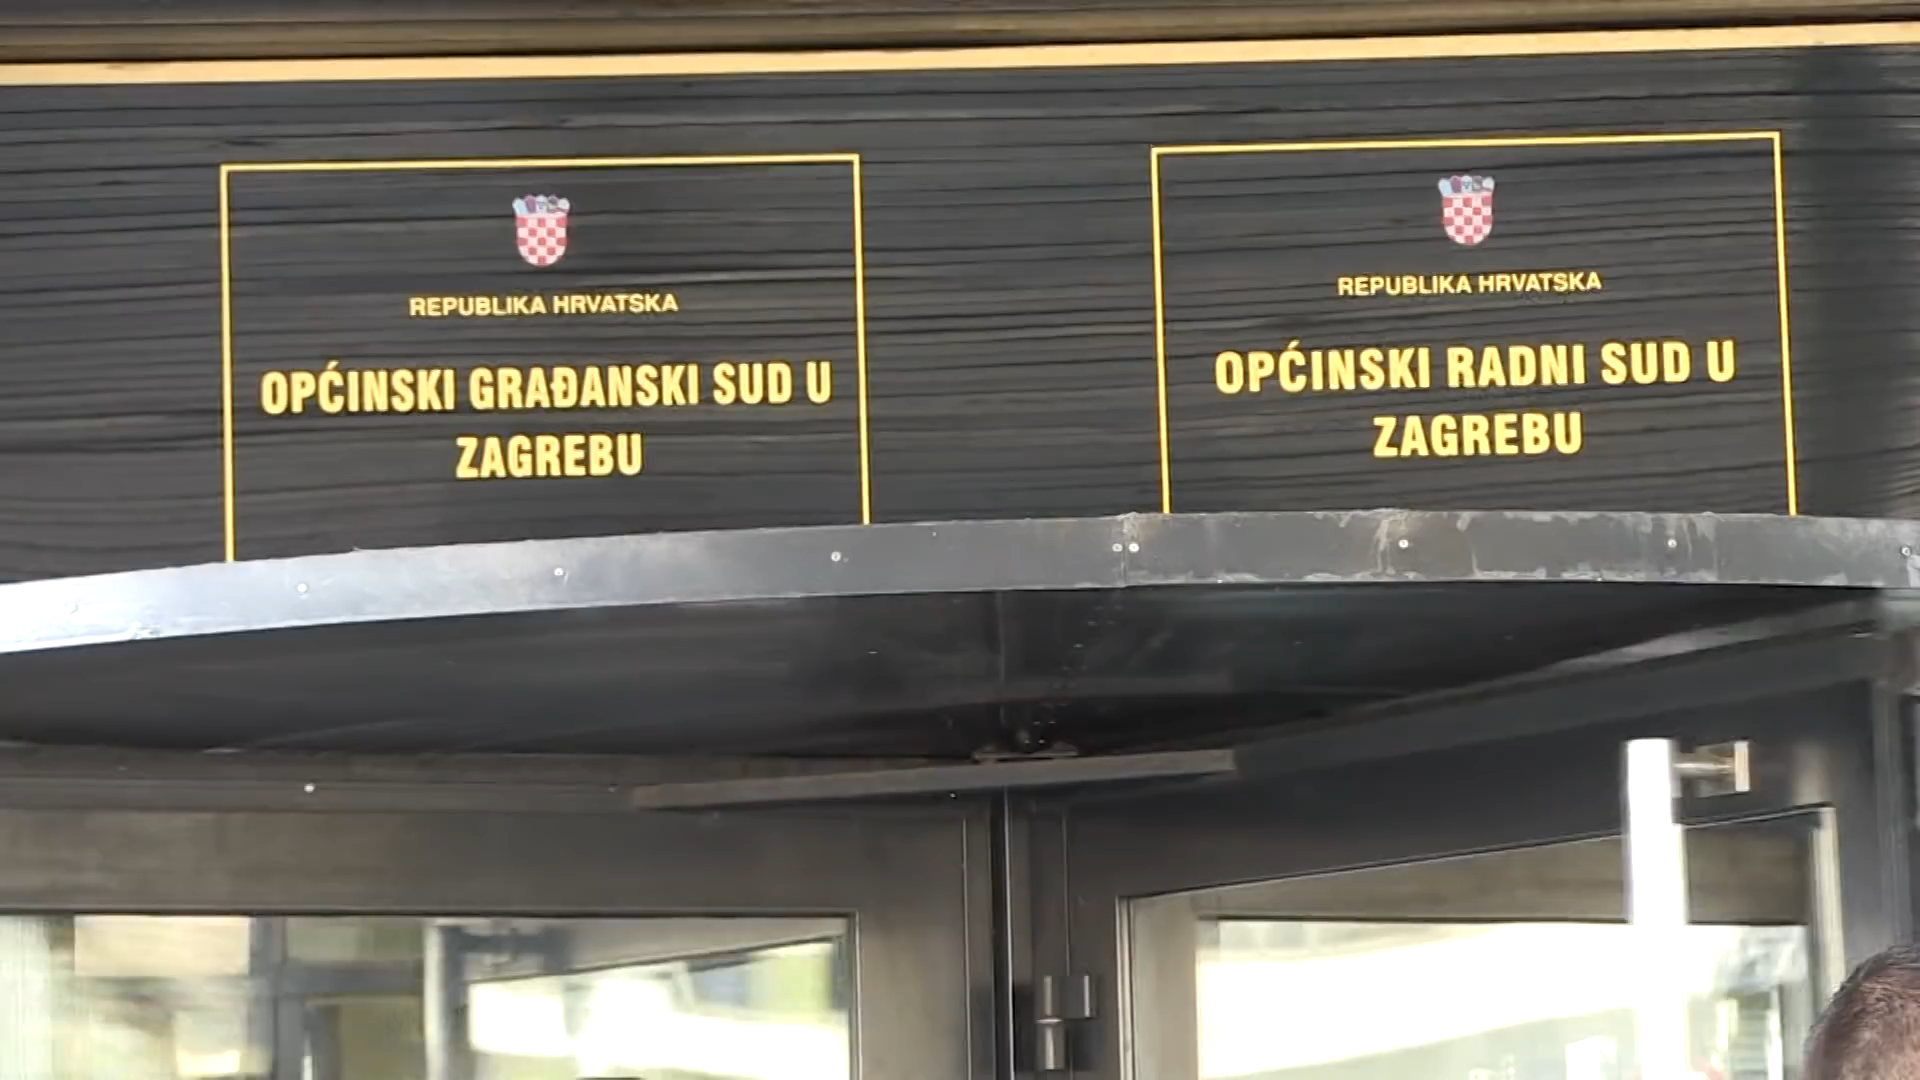 REPUBLIKA HRVATSKA
OPĆINSKI GRAĐANSKI SUD U
ZAGREBU
REPUBLIKA HRVATSKA
OPĆINSKI RADNI SUD U
ZAGREBU